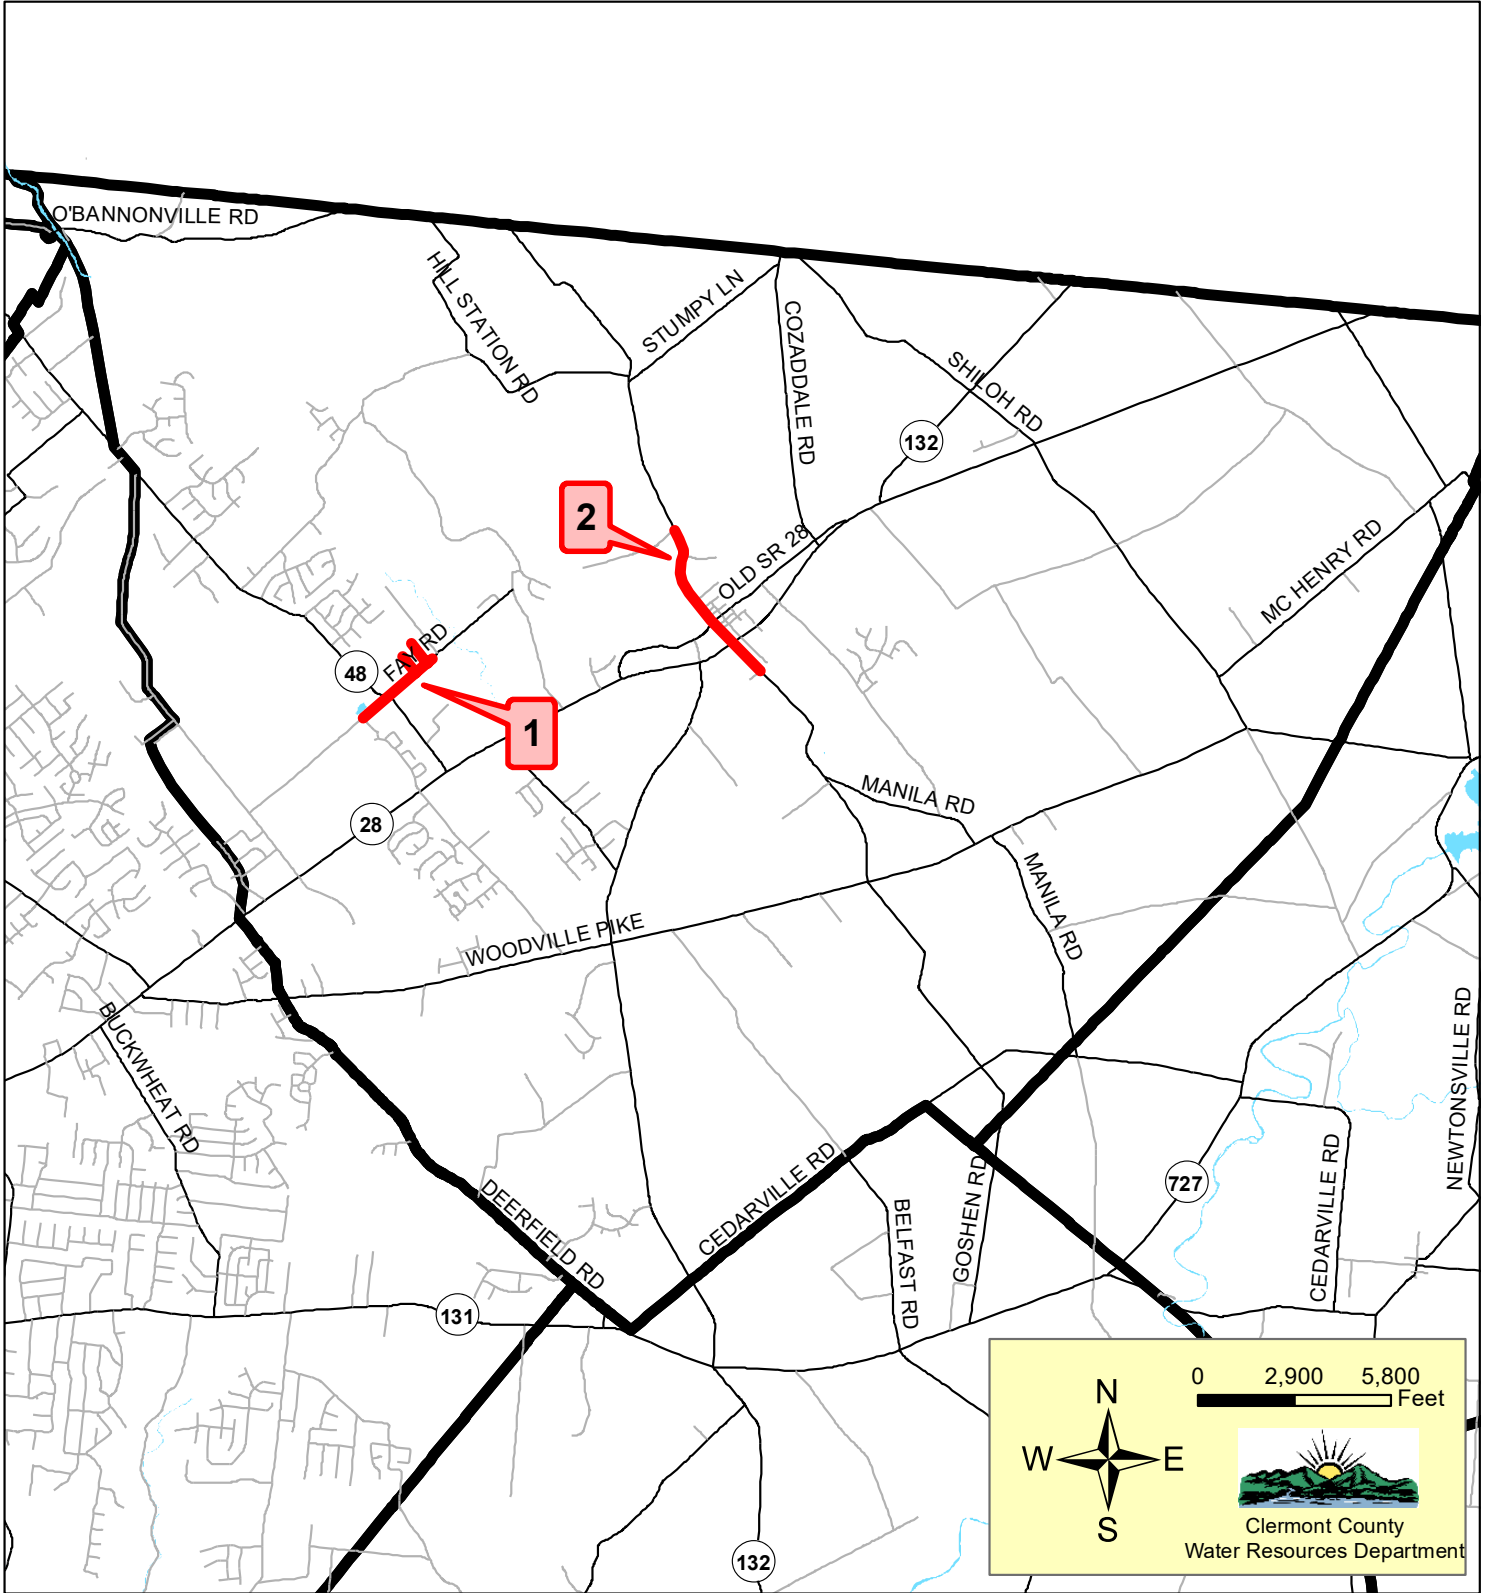 O'BANNONVILLE RD
HILL STATION RD
STUMPY LN
COZADDALE RD
SHILOH RD
132
2
OLD SR 28
MC HENRY RD
FAY RD
48
1
MANILA RD
28
MANILA RD
WOODVILLE PIKE
BUCKWHEAT RD
NEWTONSVILLE RD
CEDARVILLE RD
GOSHEN RD
727
CEDARVILLE RD
DEERFIELD RD
BELFAST RD
131
132
N
W E
S
0 2,900 5,800
Feet
Clermont County
Water Resources Department